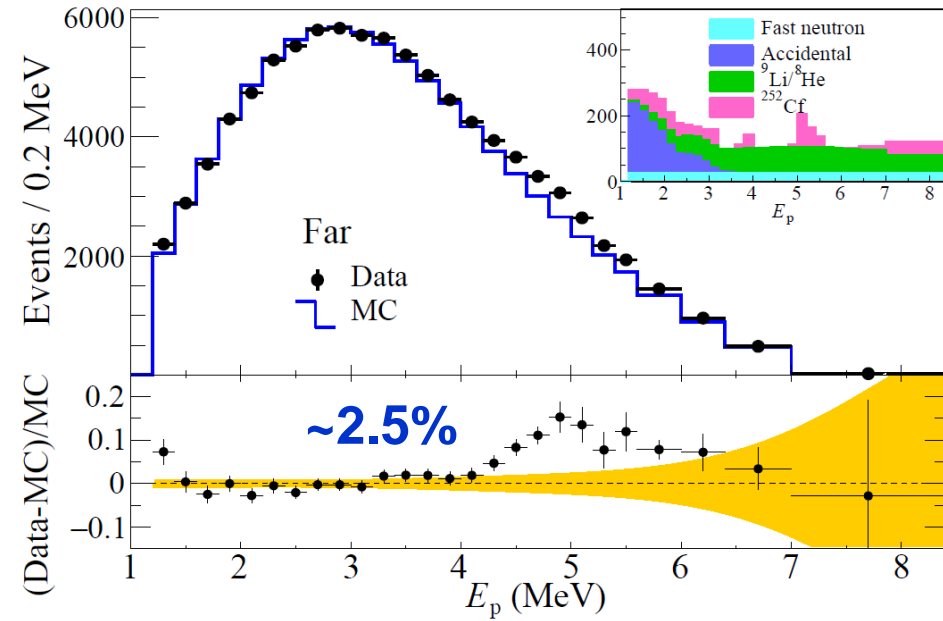 Events / 0.2 MeV
6000
4000
2000
Far
Data
MC
Fast neutron
Accidental
⁹Li/⁸He
²⁵²Cf
500
250
0
1 2 3 4 5 6 7 8
Eₚ
(Data-MC)/MC
0.2
0.1
0
−0.1
~2.5%
1 2 3 4 5 6 7 8
Eₚ (MeV)